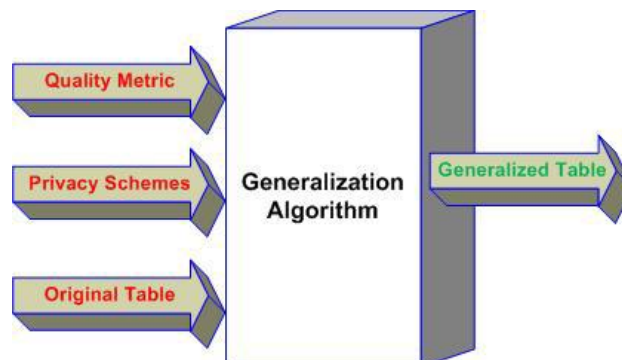 Quality Metric
Privacy Schemes
Original Table
Generalization
Algorithm
Generalized Table